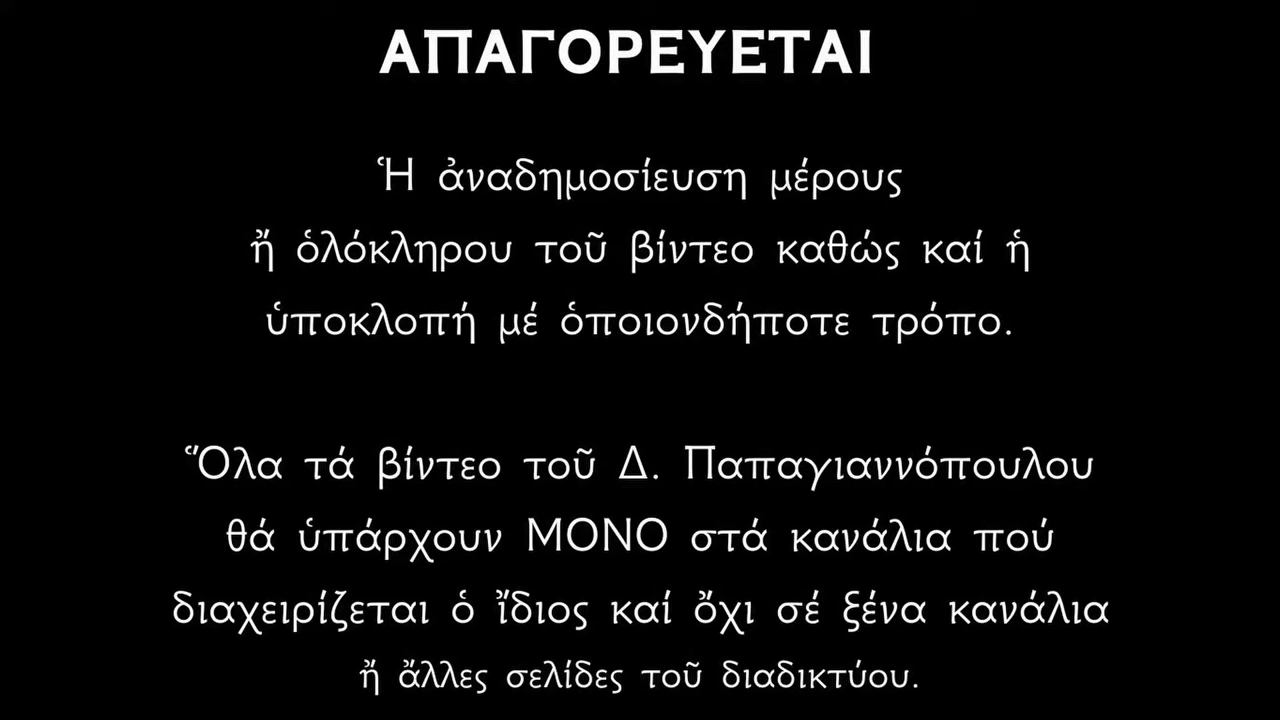 ΑΠΑΓΟΡΕΥΕΤΑΙ
Ἡ ἀναδημοσίευση μέρους
ἤ ὁλόκληρου τοῦ βίντεο καθώς καί ἡ
ὑποκλοπή μέ ὁποιονδήποτε τρόπο.
Ὅλα τά βίντεο τοῦ Δ. Παπαγιαννόπουλου
θά ὑπάρχουν ΜΟΝΟ στά κανάλια πού
διαχειρίζεται ὁ ἴδιος καί ὄχι σέ ξένα κανάλια
ἤ ἄλλες σελίδες τοῦ διαδικτύου.